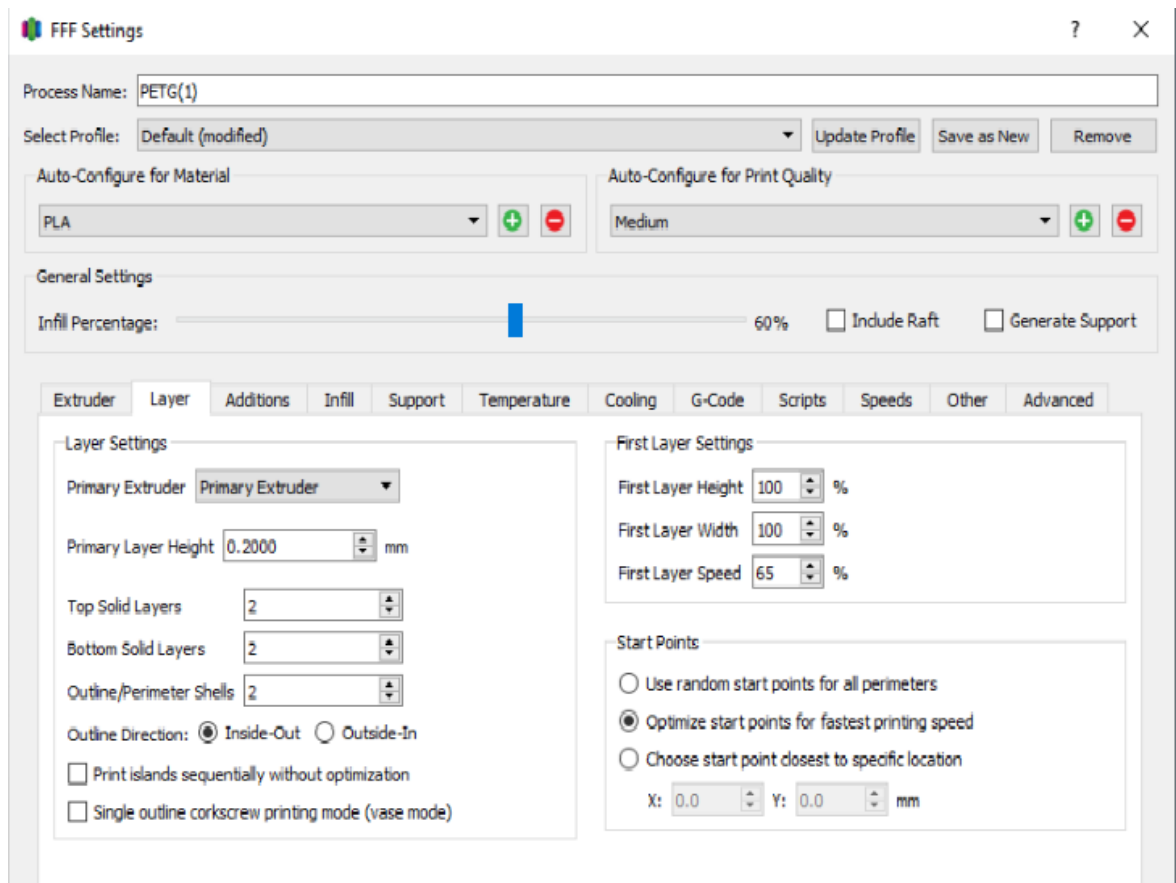 FFF Settings ? X
Process Name: PETG(1)
Select Profile: Default (modified) Update Profile Save as New Remove
Auto-Configure for Material Auto-Configure for Print Quality
PLA Medium
General Settings
Infill Percentage: 60% Include Raft Generate Support
Extruder Layer Additions Infill Support Temperature Cooling G-Code Scripts Speeds Other Advanced
Layer Settings
Primary Extruder Primary Extruder
Primary Layer Height 0.2000 mm
Top Solid Layers 2
Bottom Solid Layers 2
Outline/Perimeter Shells 2
Outline Direction: Inside-Out Outside-In
Print islands sequentially without optimization
Single outline corkscrew printing mode (vase mode)
First Layer Settings
First Layer Height 100 %
First Layer Width 100 %
First Layer Speed 65 %
Start Points
Use random start points for all perimeters
Optimize start points for fastest printing speed
Choose start point closest to specific location
X: 0.0 Y: 0.0 mm